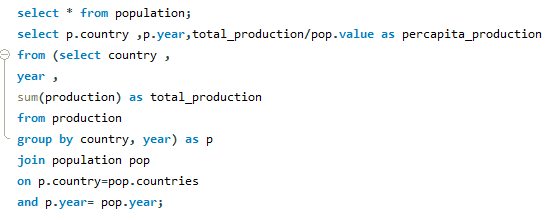 select * from population;
select p.country ,p.year,total_production/pop.value as percapita_production
from (select country ,
year ,
sum(production) as total_production
from production
group by country, year) as p
join population pop
on p.country=pop.countries
and p.year= pop.year;